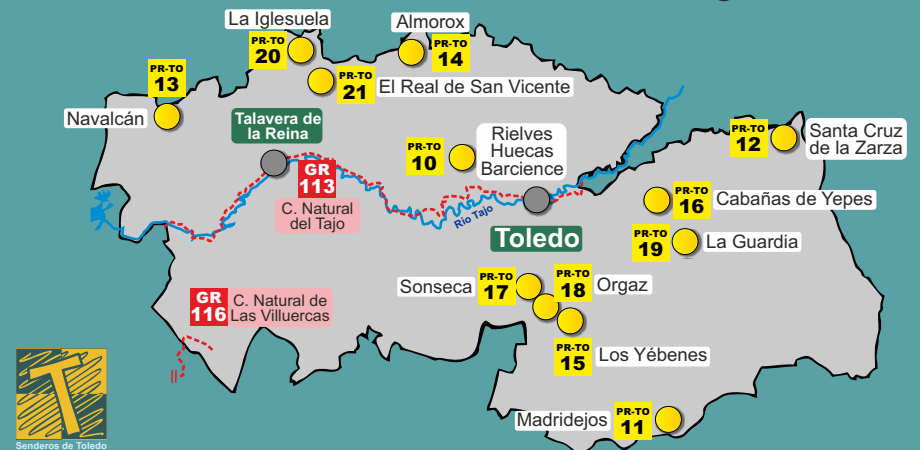 La Iglesuela
PR-TO
20
Almorox
PR-TO
14
PR-TO
13
Navalcán
PR-TO
21
El Real de San Vicente
Talavera de
la Reina
GR
113
C. Natural
del Tajo
PR-TO
10
Rielves
Huecas
Barcience
PR-TO
12
Santa Cruz
de la Zarza
PR-TO
16
Cabañas de Yepes
Río Tajo
Toledo
PR-TO
19
La Guardia
Sonseca
PR-TO
17
PR-TO
18
Orgaz
GR
116
C. Natural de
Las Villuercas
PR-TO
15
Los Yébenes
Madridejos
PR-TO
11
T
Senderos de Toledo